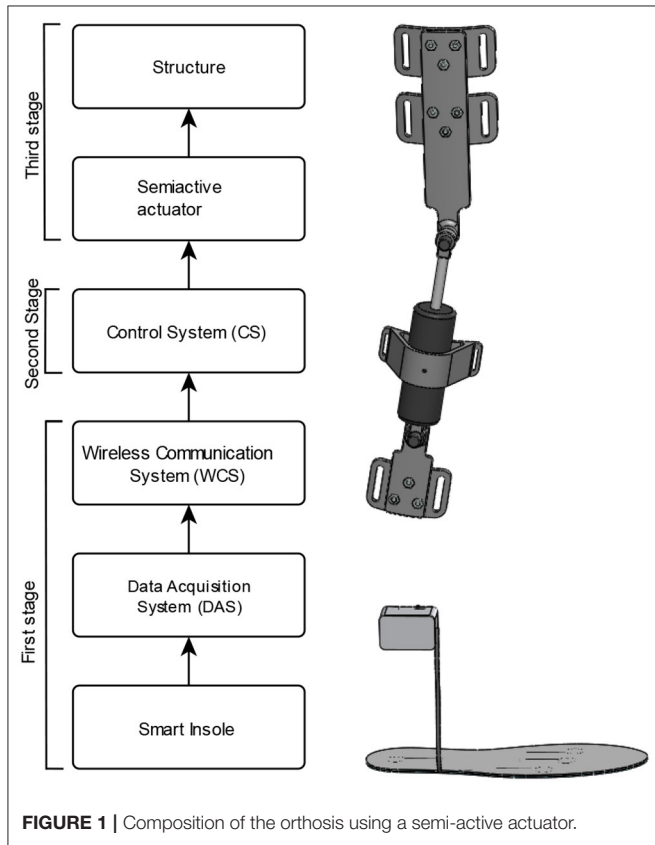 Third stage
Structure
Semiactive
actuator
Second Stage
Control System (CS)
First stage
Wireless Communication
System (WCS)
Data Acquisition
System (DAS)
Smart Insole
FIGURE 1 | Composition of the orthosis using a semi-active actuator.